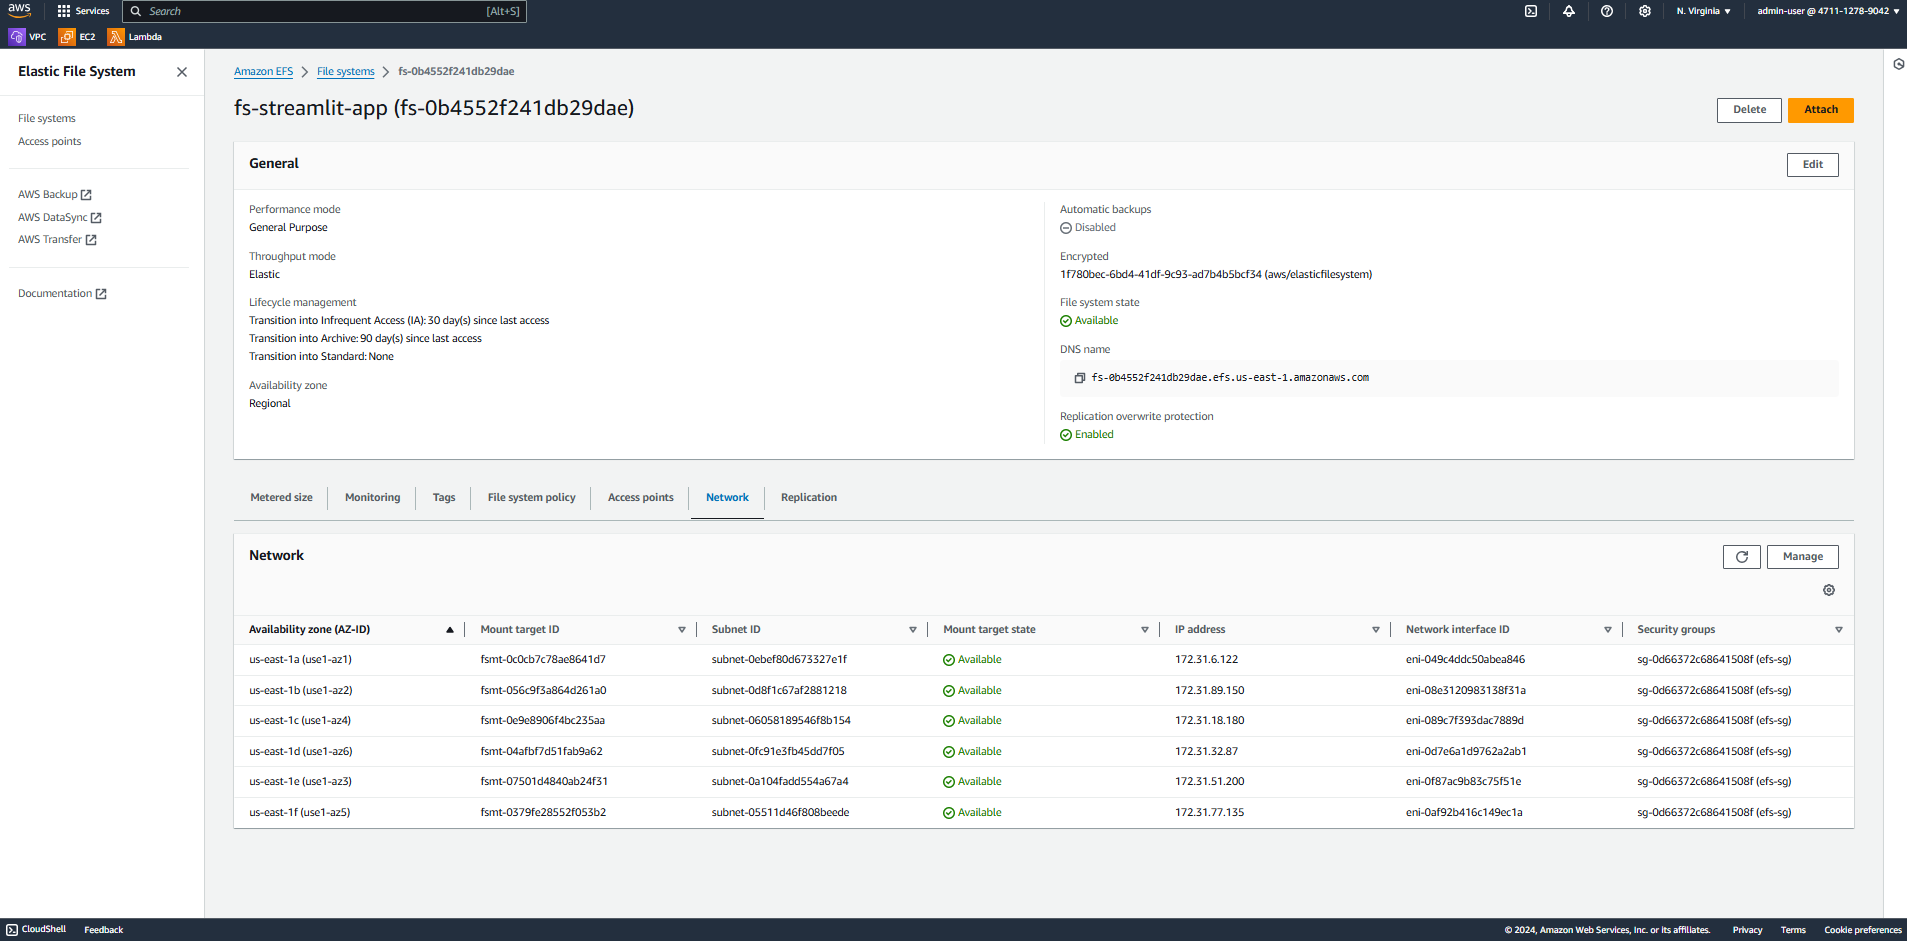 aws Services Search [Alt+S] N. Virginia admin-user @ 4711-1278-9042
VPC EC2 Lambda
Elastic File System
File systems
Access points
AWS Backup
AWS DataSync
AWS Transfer
Documentation
Amazon EFS File systems fs-0b4552f241db29dae
fs-streamlit-app (fs-0b4552f241db29dae)
Delete Attach
General
Edit
Performance mode
General Purpose
Throughput mode
Elastic
Lifecycle management
Transition into Infrequent Access (IA): 30 day(s) since last access
Transition into Archive: 90 day(s) since last access
Transition into Standard: None
Availability zone
Regional
Automatic backups
Disabled
Encrypted
1f780bec-6bd4-41df-9c93-ad7b4b5bcf34 (aws/elasticfilesystem)
File system state
Available
DNS name
fs-0b4552f241db29dae.efs.us-east-1.amazonaws.com
Replication overwrite protection
Enabled
Metered size Monitoring Tags File system policy Access points Network Replication
Network
Manage
Availability zone (AZ-ID) Mount target ID Subnet ID Mount target state IP address Network interface ID Security groups
us-east-1a (use1-az1) fsmt-0c0cb7c78ae8641d7 subnet-0ebef80d673327e1f Available 172.31.6.122 eni-049c4ddc50abea846 sg-0d66372c68641508f (efs-sg)
us-east-1b (use1-az2) fsmt-056c9f3a864d261a0 subnet-0d8f1c67af2881218 Available 172.31.89.150 eni-08e3120983138f31a sg-0d66372c68641508f (efs-sg)
us-east-1c (use1-az4) fsmt-0e9e8906f4bc235aa subnet-06058189546f8b154 Available 172.31.18.180 eni-089c7f393dac7889d sg-0d66372c68641508f (efs-sg)
us-east-1d (use1-az6) fsmt-04afbf7d51fab9a62 subnet-0fc91e3fb45dd7f05 Available 172.31.32.87 eni-0d7e6a1d9762a2ab1 sg-0d66372c68641508f (efs-sg)
us-east-1e (use1-az3) fsmt-07501d4840ab24f31 subnet-0a104fadd554a67a4 Available 172.31.51.200 eni-0f87ac9b83c75f51e sg-0d66372c68641508f (efs-sg)
us-east-1f (use1-az5) fsmt-0379fe28552f053b2 subnet-05511d46f808beede Available 172.31.77.135 eni-0af92b416c149ec1a sg-0d66372c68641508f (efs-sg)
CloudShell Feedback © 2024, Amazon Web Services, Inc. or its affiliates. Privacy Terms Cookie preferences